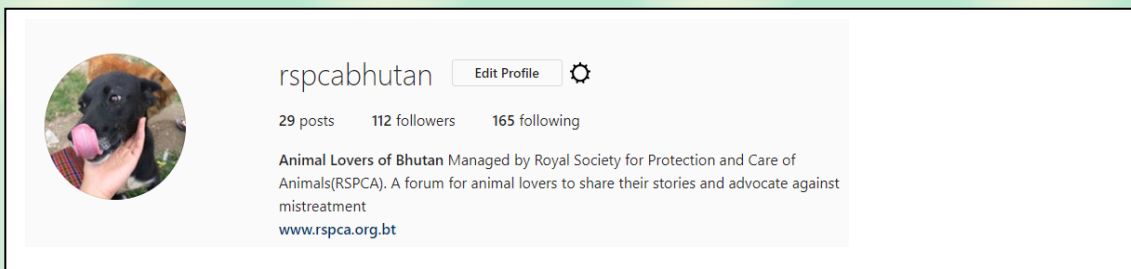 rspcabhutan Edit Profile
29 posts 112 followers 165 following
Animal Lovers of Bhutan Managed by Royal Society for Protection and Care of
Animals(RSPCA). A forum for animal lovers to share their stories and advocate against
mistreatment
www.rspca.org.bt